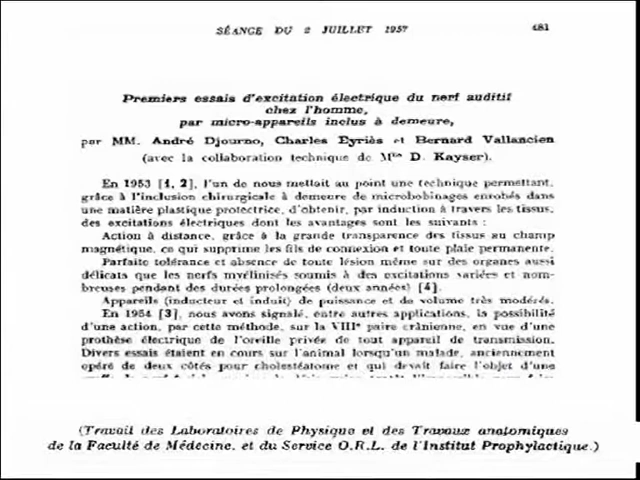 SÉANCE DU 2 JUILLET 1957
481
Premiers essais d'excitation électrique du nerf auditif
chez l'homme,
par micro-appareils inclus à demeure,
par MM. André Djourno, Charles Eyriès et Bernard Vallancien
(avec la collaboration technique de Mlle D. Kayser).
En 1953 [1, 2], l'un de nous mettait au point une technique permettant,
grâce à l'inclusion chirurgicale à demeure de microbobinages enrobés dans
une matière plastique protectrice, d'obtenir, par induction à travers les tissus,
des excitations électriques dont les avantages sont les suivants :
Action à distance, grâce à la grande transparence des tissus au champ
magnétique, ce qui supprime les fils de connexion et toute plaie permanente.
Parfaite tolérance et absence de toute lésion même sur des organes aussi
délicats que les nerfs myélinisés soumis à des excitations variées et nom-
breuses pendant des durées prolongées (deux années) [4].
Appareils (inducteur et induit) de puissance et de volume très modérés.
En 1954 [3], nous avons signalé, entre autres applications, la possibilité
d'une action, par cette méthode, sur la VIIIe paire crânienne, en vue d'une
prothèse électrique de l'oreille privée de tout appareil de transmission.
Divers essais étaient en cours sur l'animal lorsqu'un malade, anciennement
opéré de deux côtés pour cholestéatome et qui devait faire l'objet d'une
(Travail des Laboratoires de Physique et des Travaux anatomiques
de la Faculté de Médecine, et du Service O.R.L. de l'Institut Prophylactique.)